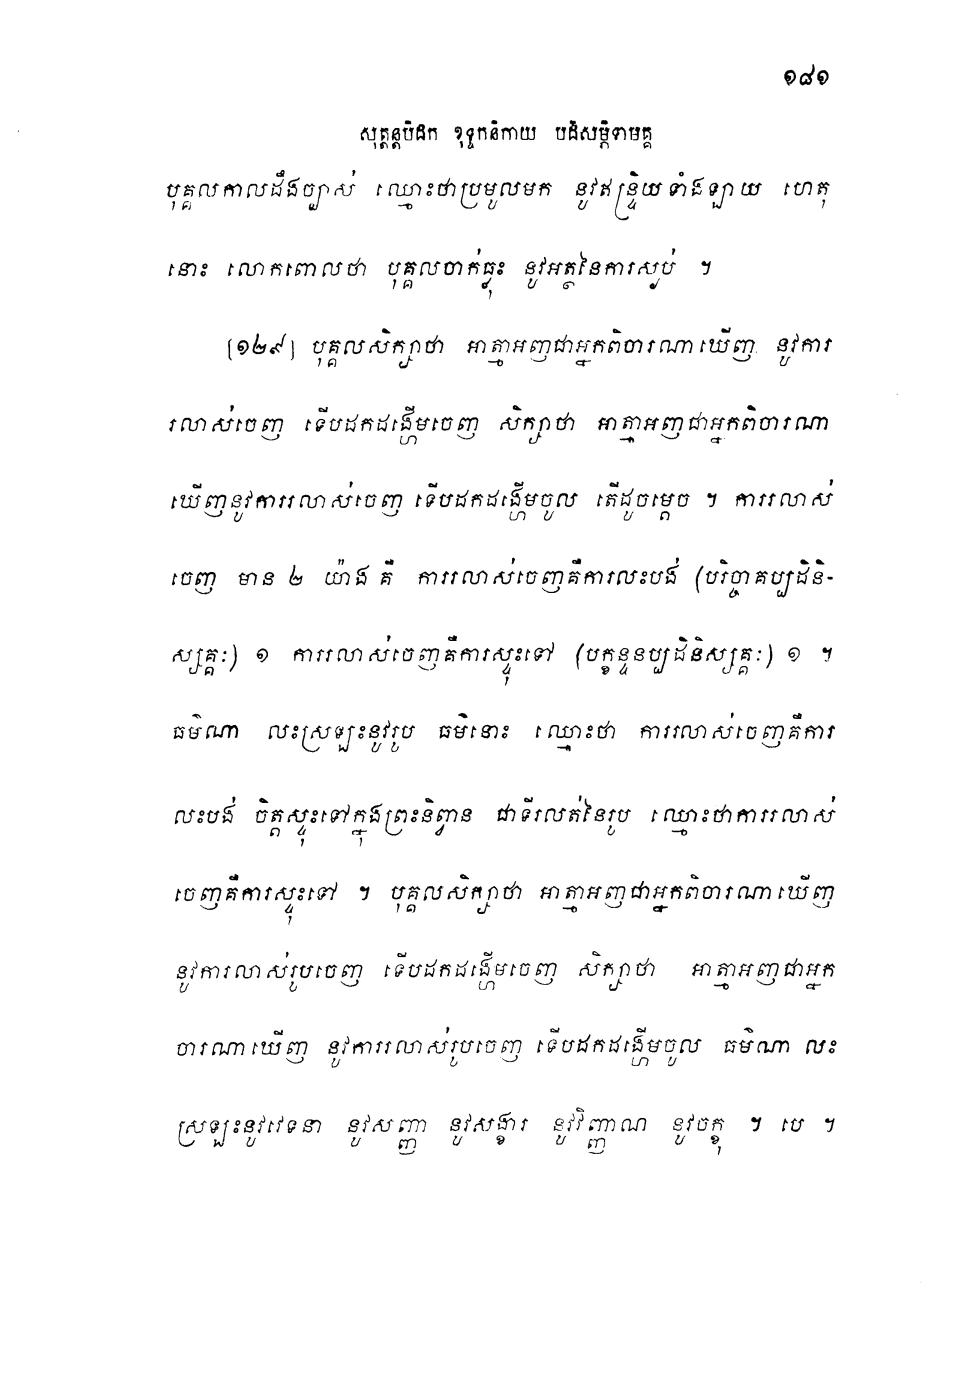 ១៨១
សុត្តន្តបិដក ខុទ្ទកនិកាយ បដិសម្ភិទាមគ្គ
បុគ្គលកាលដឹងច្បាស់ ឈ្មោះថាប្រមូលមក នូវឥន្ទ្រិយទាំងឡាយ ហេតុ
នោះ លោកពោលថា បុគ្គលចាក់ធ្លុះ នូវអត្ថនៃការស្ងប់ ។
[១២៩] បុគ្គលសិក្សាថា អាត្មាអញជាអ្នកពិចារណាឃើញ នូវការ
រលាស់ចេញ ទើបដកដង្ហើមចេញ សិក្សាថា អាត្មាអញជាអ្នកពិចារណា
ឃើញនូវការរលាស់ចេញ ទើបដកដង្ហើមចូល តើដូចម្តេច ។ ការរលាស់
ចេញ មាន ២ យ៉ាង គឺ ការរលាស់ចេញគឺការលះបង់ (បរិច្ចាគប្បដិនិ-
ស្សគ្គៈ) ១ ការរលាស់ចេញគឺការស្ទុះទៅ (បក្ខន្ទនប្បដិនិស្សគ្គៈ) ១ ។
ធម៌ណា លះស្រឡះនូវរូប ធម៌នោះ ឈ្មោះថា ការរលាស់ចេញគឺការ
លះបង់ ចិត្តស្ទុះទៅក្នុងព្រះនិព្វាន ជាទីរលត់នៃរូប ឈ្មោះថាការរលាស់
ចេញគឺការស្ទុះទៅ ។ បុគ្គលសិក្សាថា អាត្មាអញជាអ្នកពិចារណាឃើញ
នូវការលាស់រូបចេញ ទើបដកដង្ហើមចេញ សិក្សាថា អាត្មាអញជាអ្នក
ចារណាឃើញ នូវការរលាស់រូបចេញ ទើបដកដង្ហើមចូល ធម៌ណា លះ
ស្រឡះនូវវេទនា នូវសញ្ញា នូវសង្ខារ នូវវិញ្ញាណ នូវចក្ខុ ។ បេ ។